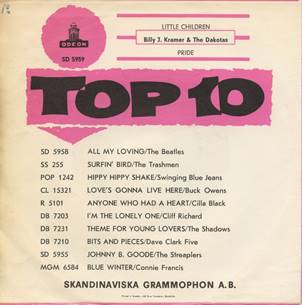 LITTLE CHILDREN
Billy J. Kramer & The Dakotas
PRIDE
ODEON
SD 5959
TOP 10
SD 5958 ALL MY LOVING/The Beatles
SS 255 SURFIN' BIRD/The Trashmen
POP 1242 HIPPY HIPPY SHAKE/Swinging Blue Jeans
CL 15321 LOVE'S GONNA LIVE HERE/Buck Owens
R 5101 ANYONE WHO HAD A HEART/Cilla Black
DB 7203 I'M THE LONELY ONE/Cliff Richard
DB 7231 THEME FOR YOUNG LOVERS/The Shadows
DB 7210 BITS AND PIECES/Dave Clark Five
SD 5955 JOHNNY B. GOODE/The Streaplers
MGM 6584 BLUE WINTER/Connie Francis
SKANDINAVISKA GRAMMOPHON A.B.